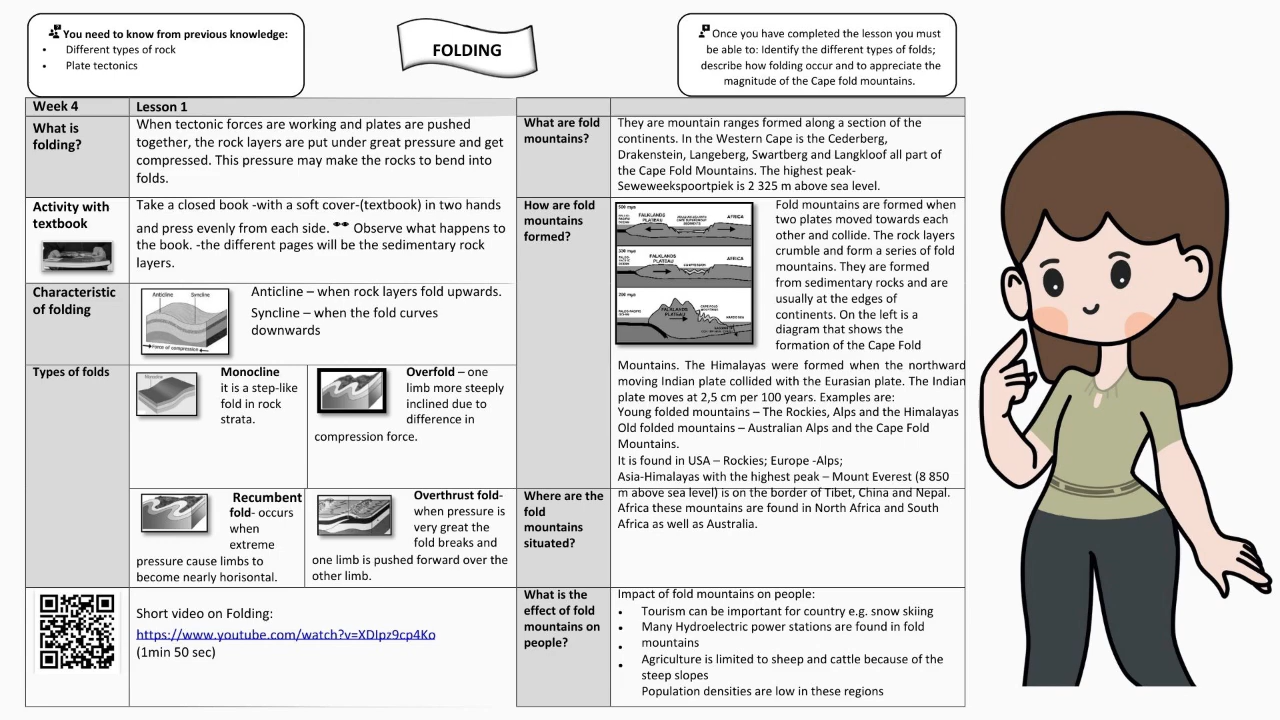 You need to know from previous knowledge:
• Different types of rock
• Plate tectonics
FOLDING
Once you have completed the lesson you must
be able to: Identify the different types of folds;
describe how folding occur and to appreciate the
magnitude of the Cape fold mountains.
Week 4
Lesson 1
What is
folding?
When tectonic forces are working and plates are pushed
together, the rock layers are put under great pressure and get
compressed. This pressure may make the rocks to bend into
folds.
Activity with
textbook
Take a closed book -with a soft cover-(textbook) in two hands
and press evenly from each side. Observe what happens to
the book. -the different pages will be the sedimentary rock
layers.
Characteristic
of folding
Anticline Syncline
Force of compression
Anticline – when rock layers fold upwards.
Syncline – when the fold curves
downwards
Types of folds
Monocline
Monocline
it is a step-like
fold in rock
strata.
Overfold – one
limb more steeply
inclined due to
difference in
compression force.
Recumbent
fold- occurs
when
extreme
pressure cause limbs to
become nearly horisontal.
Overthrust fold-
when pressure is
very great the
fold breaks and
one limb is pushed forward over the
other limb.
Short video on Folding:
https://www.youtube.com/watch?v=XDIpz9cp4Ko
(1min 50 sec)
What are fold
mountains?
They are mountain ranges formed along a section of the
continents. In the Western Cape is the Cederberg,
Drakenstein, Langeberg, Swartberg and Langkloof all part of
the Cape Fold Mountains. The highest peak-
Seweweekspoortpiek is 2 325 m above sea level.
How are fold
mountains
formed?
FALKLANDS
PLATEAU
AFRICA
FALKLANDS
PLATEAU
AFRICA
FALKLANDS
PLATEAU
Fold mountains are formed when
two plates moved towards each
other and collide. The rock layers
crumble and form a series of fold
mountains. They are formed
from sedimentary rocks and are
usually at the edges of
continents. On the left is a
diagram that shows the
formation of the Cape Fold
Mountains. The Himalayas were formed when the northward
moving Indian plate collided with the Eurasian plate. The Indian
plate moves at 2,5 cm per 100 years. Examples are:
Young folded mountains – The Rockies, Alps and the Himalayas
Old folded mountains – Australian Alps and the Cape Fold
Mountains.
It is found in USA – Rockies; Europe -Alps;
Asia-Himalayas with the highest peak – Mount Everest (8 850
Where are the
fold
mountains
situated?
m above sea level) is on the border of Tibet, China and Nepal.
Africa these mountains are found in North Africa and South
Africa as well as Australia.
What is the
effect of fold
mountains on
people?
Impact of fold mountains on people:
• Tourism can be important for country e.g. snow skiing
• Many Hydroelectric power stations are found in fold
• mountains
Agriculture is limited to sheep and cattle because of the
• steep slopes
Population densities are low in these regions